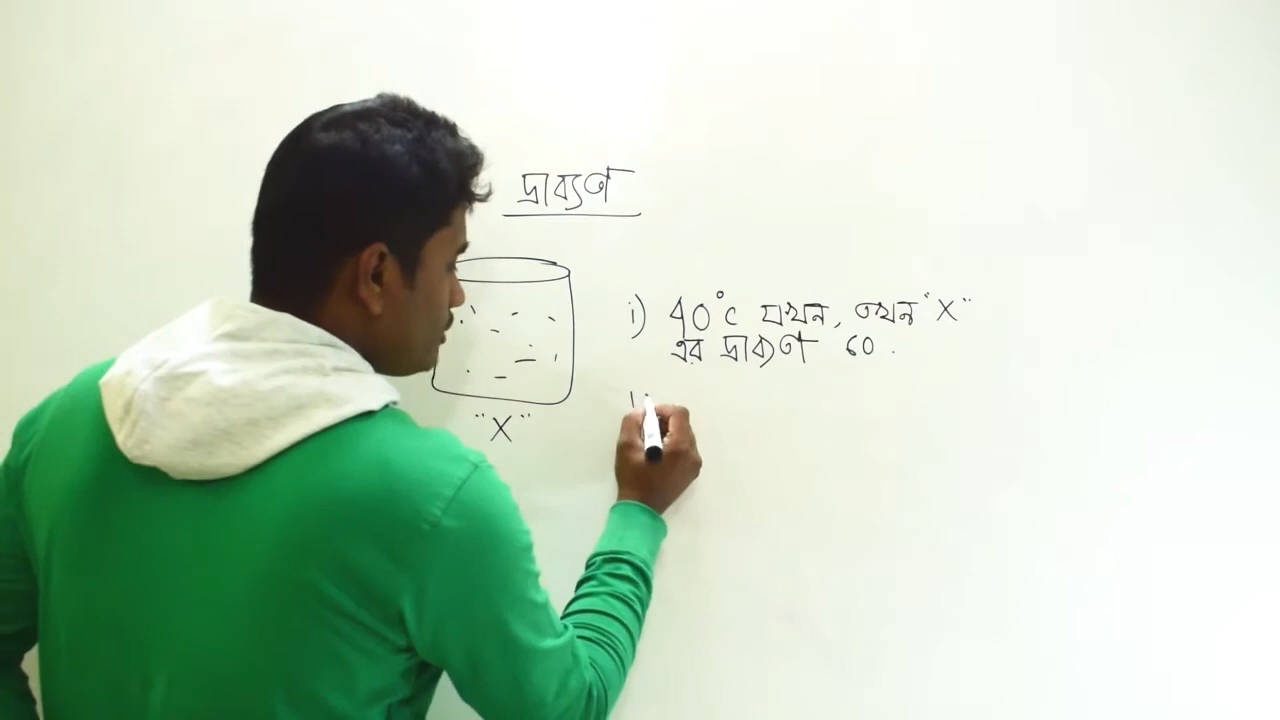 দ্রাব্যতা
i) 40°c যখন, তখন "X"
এর দ্রাব্যতা 60.
"X"